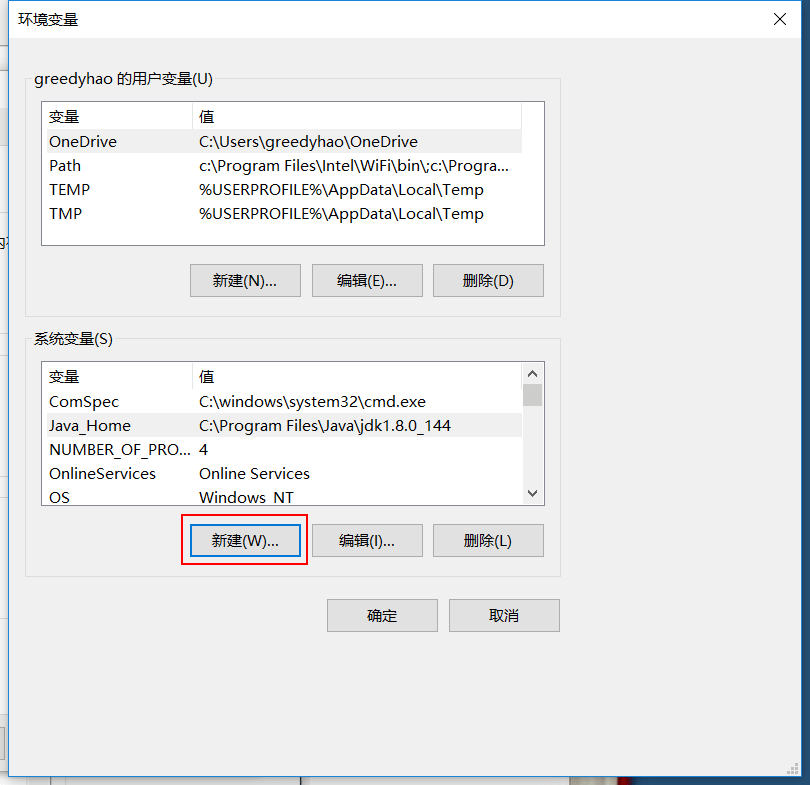 环境变量
greedyhao 的用户变量(U)
变量 值
OneDrive C:\Users\greedyhao\OneDrive
Path c:\Program Files\Intel\WiFi\bin\;c:\Progra...
TEMP %USERPROFILE%\AppData\Local\Temp
TMP %USERPROFILE%\AppData\Local\Temp
新建(N)... 编辑(E)... 删除(D)
系统变量(S)
变量 值
ComSpec C:\windows\system32\cmd.exe
Java_Home C:\Program Files\Java\jdk1.8.0_144
NUMBER_OF_PRO... 4
OnlineServices Online Services
OS Windows_NT
新建(W)... 编辑(I)... 删除(L)
确定 取消